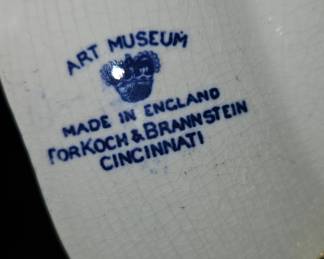 ART MUSEUM
MADE IN ENGLAND
FOR KOCH & BRANNSTEIN
CINCINNATI